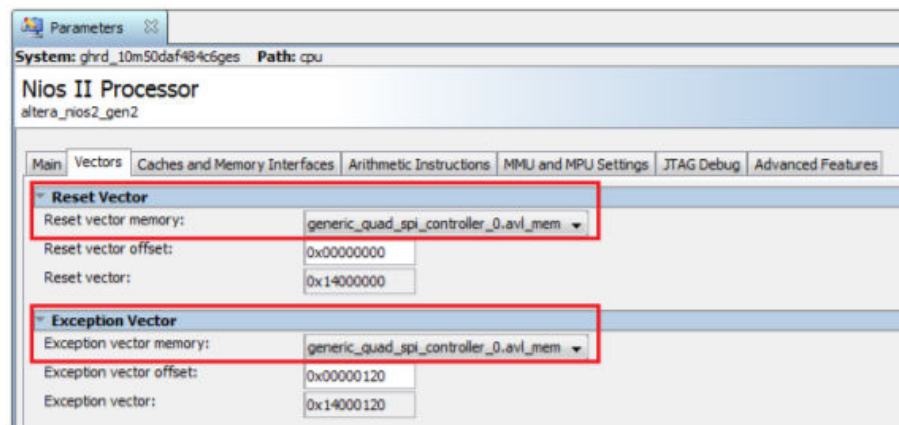 Parameters
System: ghrd_10m50daf484c6ges Path: cpu
Nios II Processor
altera_nios2_gen2
Main Vectors Caches and Memory Interfaces Arithmetic Instructions MMU and MPU Settings JTAG Debug Advanced Features
Reset Vector
Reset vector memory: generic_quad_spi_controller_0.avl_mem
Reset vector offset: 0x00000000
Reset vector: 0x14000000
Exception Vector
Exception vector memory: generic_quad_spi_controller_0.avl_mem
Exception vector offset: 0x00000120
Exception vector: 0x14000120